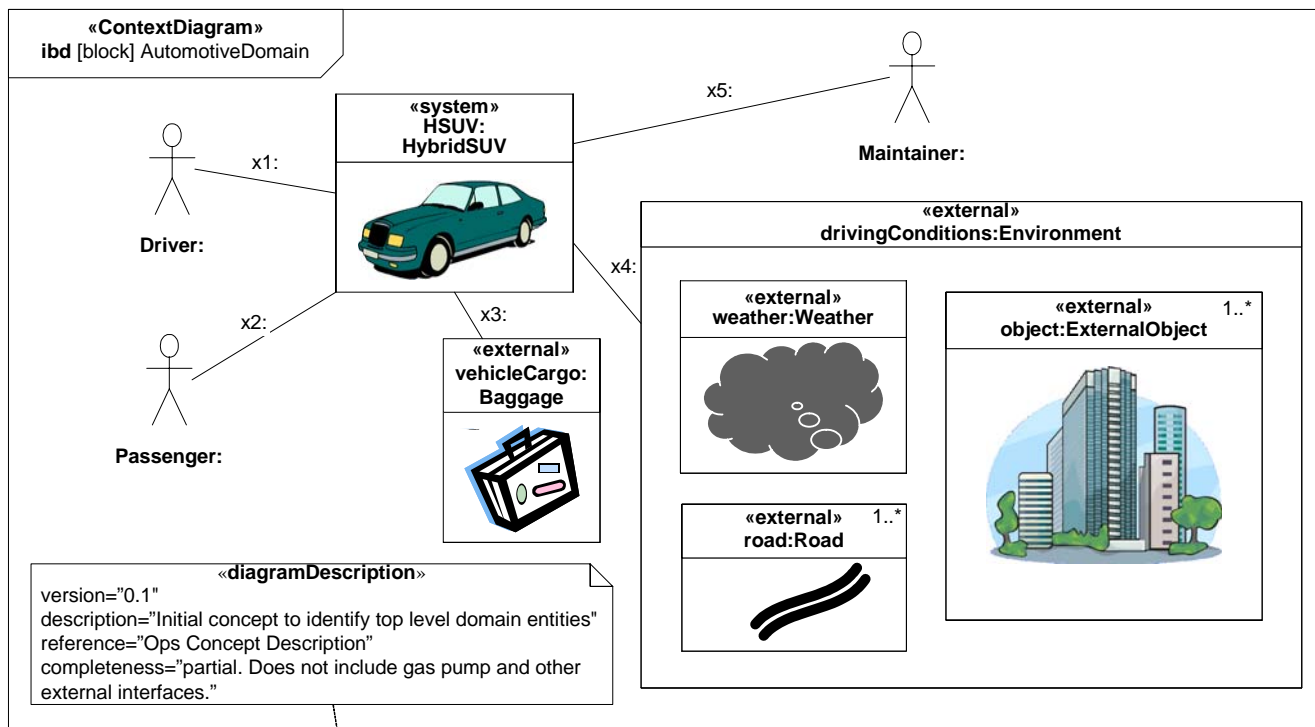 «ContextDiagram»
ibd [block] AutomotiveDomain
x5:
«system»
HSUV:
HybridSUV
x1:
Maintainer:
Driver:
«external»
drivingConditions:Environment
x4:
«external»
weather:Weather
«external»
1..*
object:ExternalObject
x2:
x3:
«external»
vehicleCargo:
Baggage
Passenger:
«external»
1..*
road:Road
«diagramDescription»
version=”0.1"
description=”Initial concept to identify top level domain entities"
reference=”Ops Concept Description”
completeness=”partial. Does not include gas pump and other
external interfaces.”